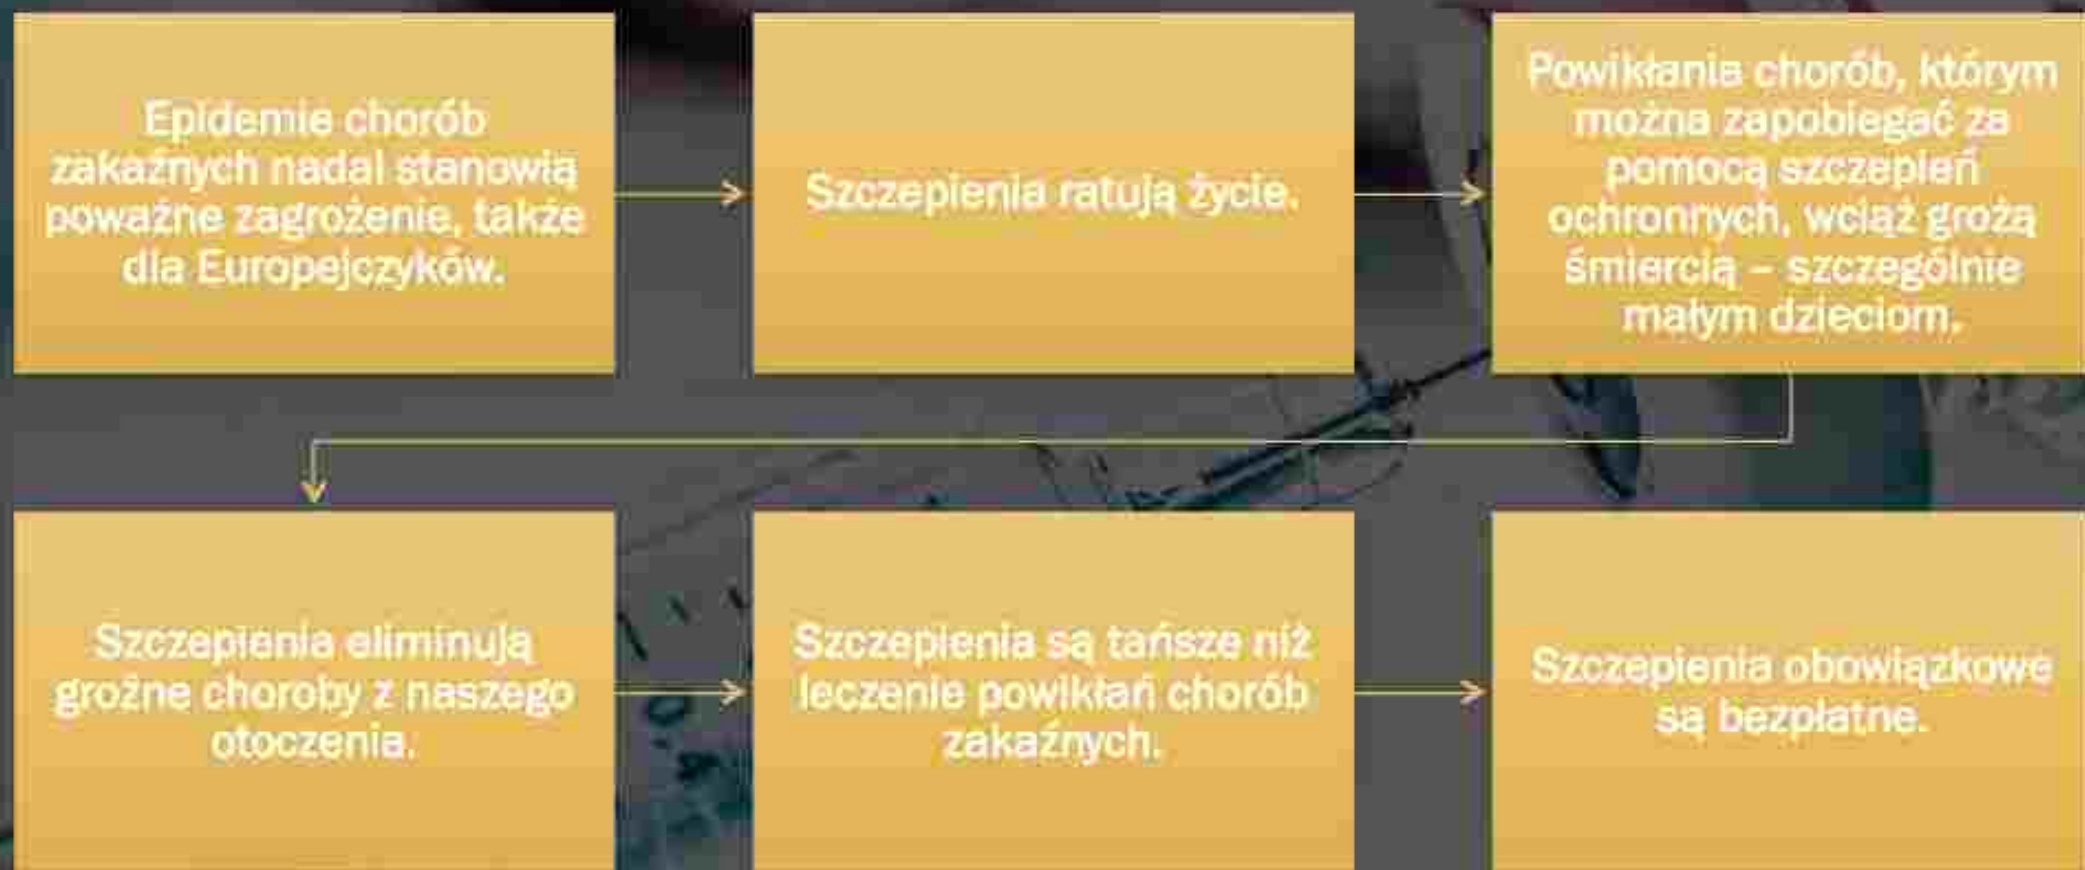 Epidemie chorób
zakaźnych nadal stanowią
poważne zagrożenie, także
dla Europejczyków.
Szczepienia ratują życie.
Powikłania chorób, którym
można zapobiegać za
pomocą szczepień
ochronnych, wciąż grożą
śmiercią – szczególnie
małym dzieciom.
Szczepienia eliminują
groźne choroby z naszego
otoczenia.
Szczepienia są tańsze niż
leczenie powikłań chorób
zakaźnych.
Szczepienia obowiązkowe
są bezpłatne.